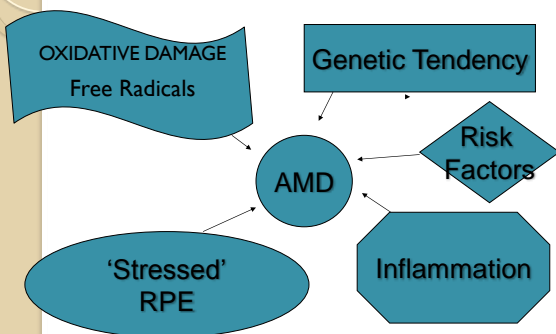 OXIDATIVE DAMAGE
Free Radicals
Genetic Tendency
Risk
Factors
AMD
'Stressed'
RPE
Inflammation